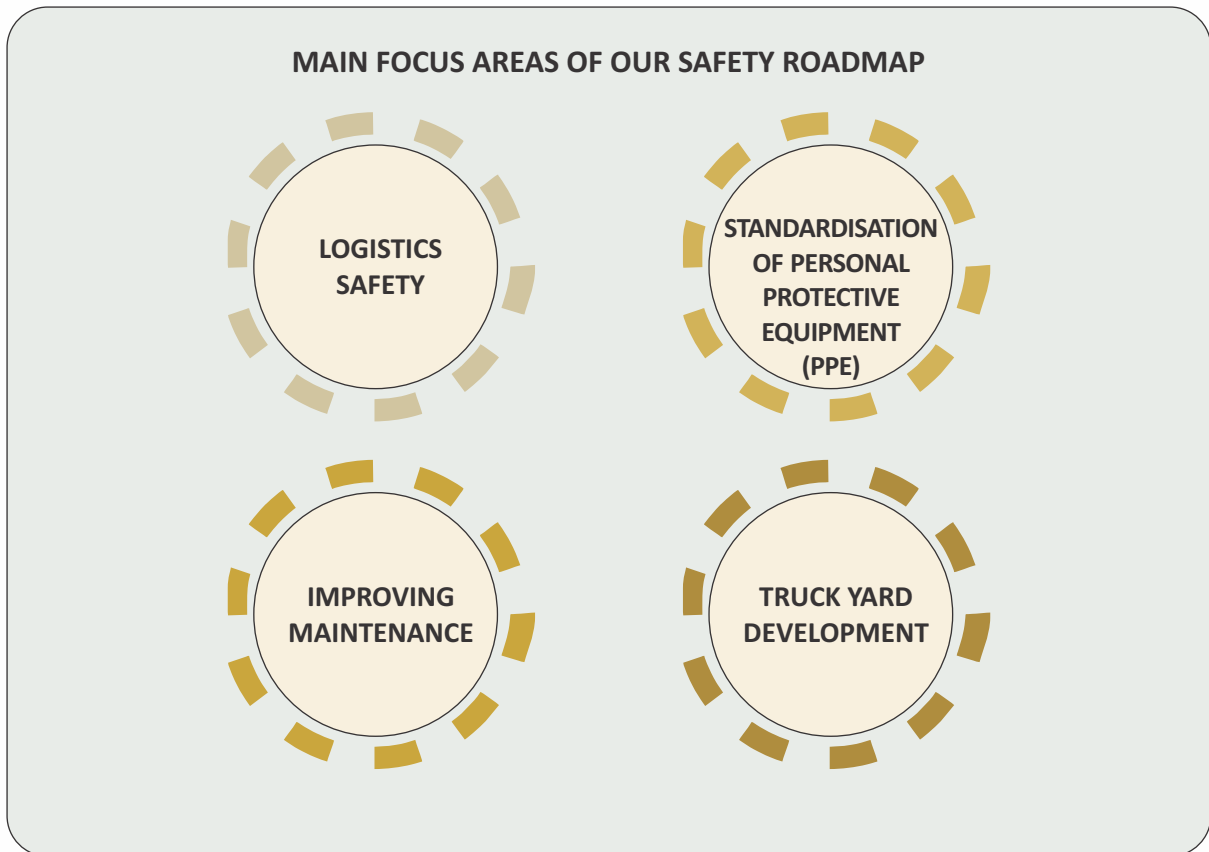 MAIN FOCUS AREAS OF OUR SAFETY ROADMAP
LOGISTICS
SAFETY
STANDARDISATION
OF PERSONAL
PROTECTIVE
EQUIPMENT
(PPE)
IMPROVING
MAINTENANCE
TRUCK YARD
DEVELOPMENT